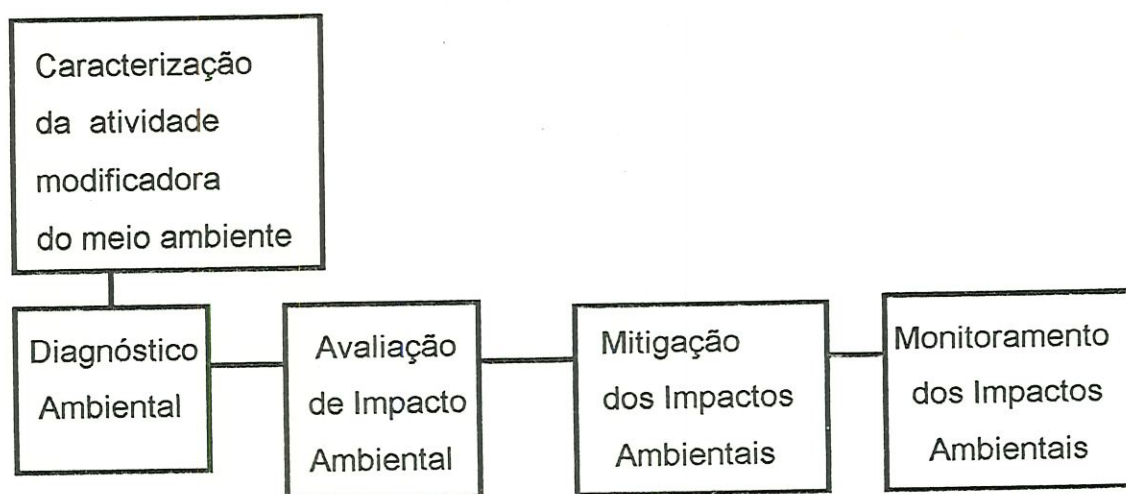 Caracterização
da atividade
modificadora
do meio ambiente
Diagnóstico
Ambiental
Avaliação
de Impacto
Ambiental
Mitigação
dos Impactos
Ambientais
Monitoramento
dos Impactos
Ambientais